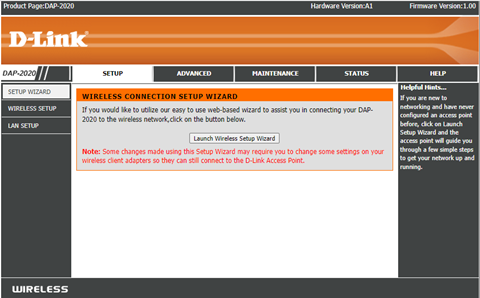 Product Page:DAP-2020 Hardware Version:A1 Firmware Version:1.00
D-Link
DAP-2020 SETUP ADVANCED MAINTENANCE STATUS HELP
SETUP WIZARD
WIRELESS SETUP
LAN SETUP
WIRELESS CONNECTION SETUP WIZARD
If you would like to utilize our easy to use web-based wizard to assist you in connecting your DAP-
2020 to the wireless network,click on the button below.
Launch Wireless Setup Wizard
Note: Some changes made using this Setup Wizard may require you to change some settings on your
wireless client adapters so they can still connect to the D-Link Access Point.
Helpful Hints...
If you are new to
networking and have never
configured an access point
before, click on Launch
Setup Wizard and the
access point will guide you
through a few simple steps
to get your network up and
running.
WIRELESS